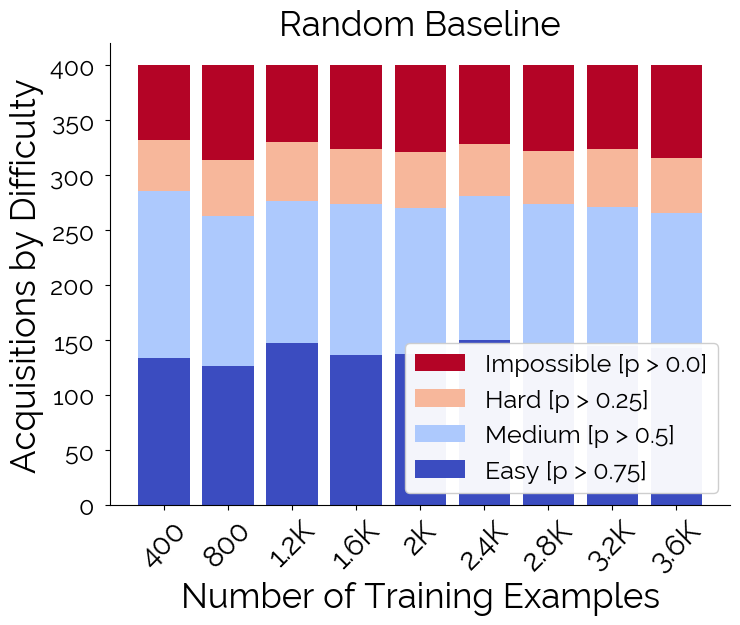 Random Baseline
Acquisitions by Difficulty
400
350
300
250
200
150
100
50
0
Impossible [p > 0.0]
Hard [p > 0.25]
Medium [p > 0.5]
Easy [p > 0.75]
400 800 1.2K 1.6K 2K 2.4K 2.8K 3.2K 3.6K
Number of Training Examples